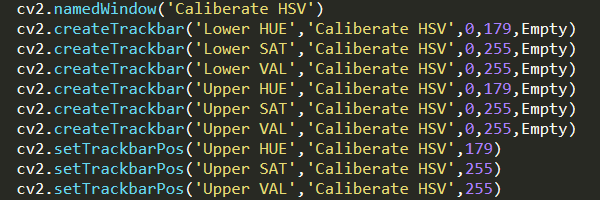 cv2.namedWindow('Caliberate HSV')
cv2.createTrackbar('Lower HUE','Caliberate HSV',0,179,Empty)
cv2.createTrackbar('Lower SAT','Caliberate HSV',0,255,Empty)
cv2.createTrackbar('Lower VAL','Caliberate HSV',0,255,Empty)
cv2.createTrackbar('Upper HUE','Caliberate HSV',0,179,Empty)
cv2.createTrackbar('Upper SAT','Caliberate HSV',0,255,Empty)
cv2.createTrackbar('Upper VAL','Caliberate HSV',0,255,Empty)
cv2.setTrackbarPos('Upper HUE','Caliberate HSV',179)
cv2.setTrackbarPos('Upper SAT','Caliberate HSV',255)
cv2.setTrackbarPos('Upper VAL','Caliberate HSV',255)